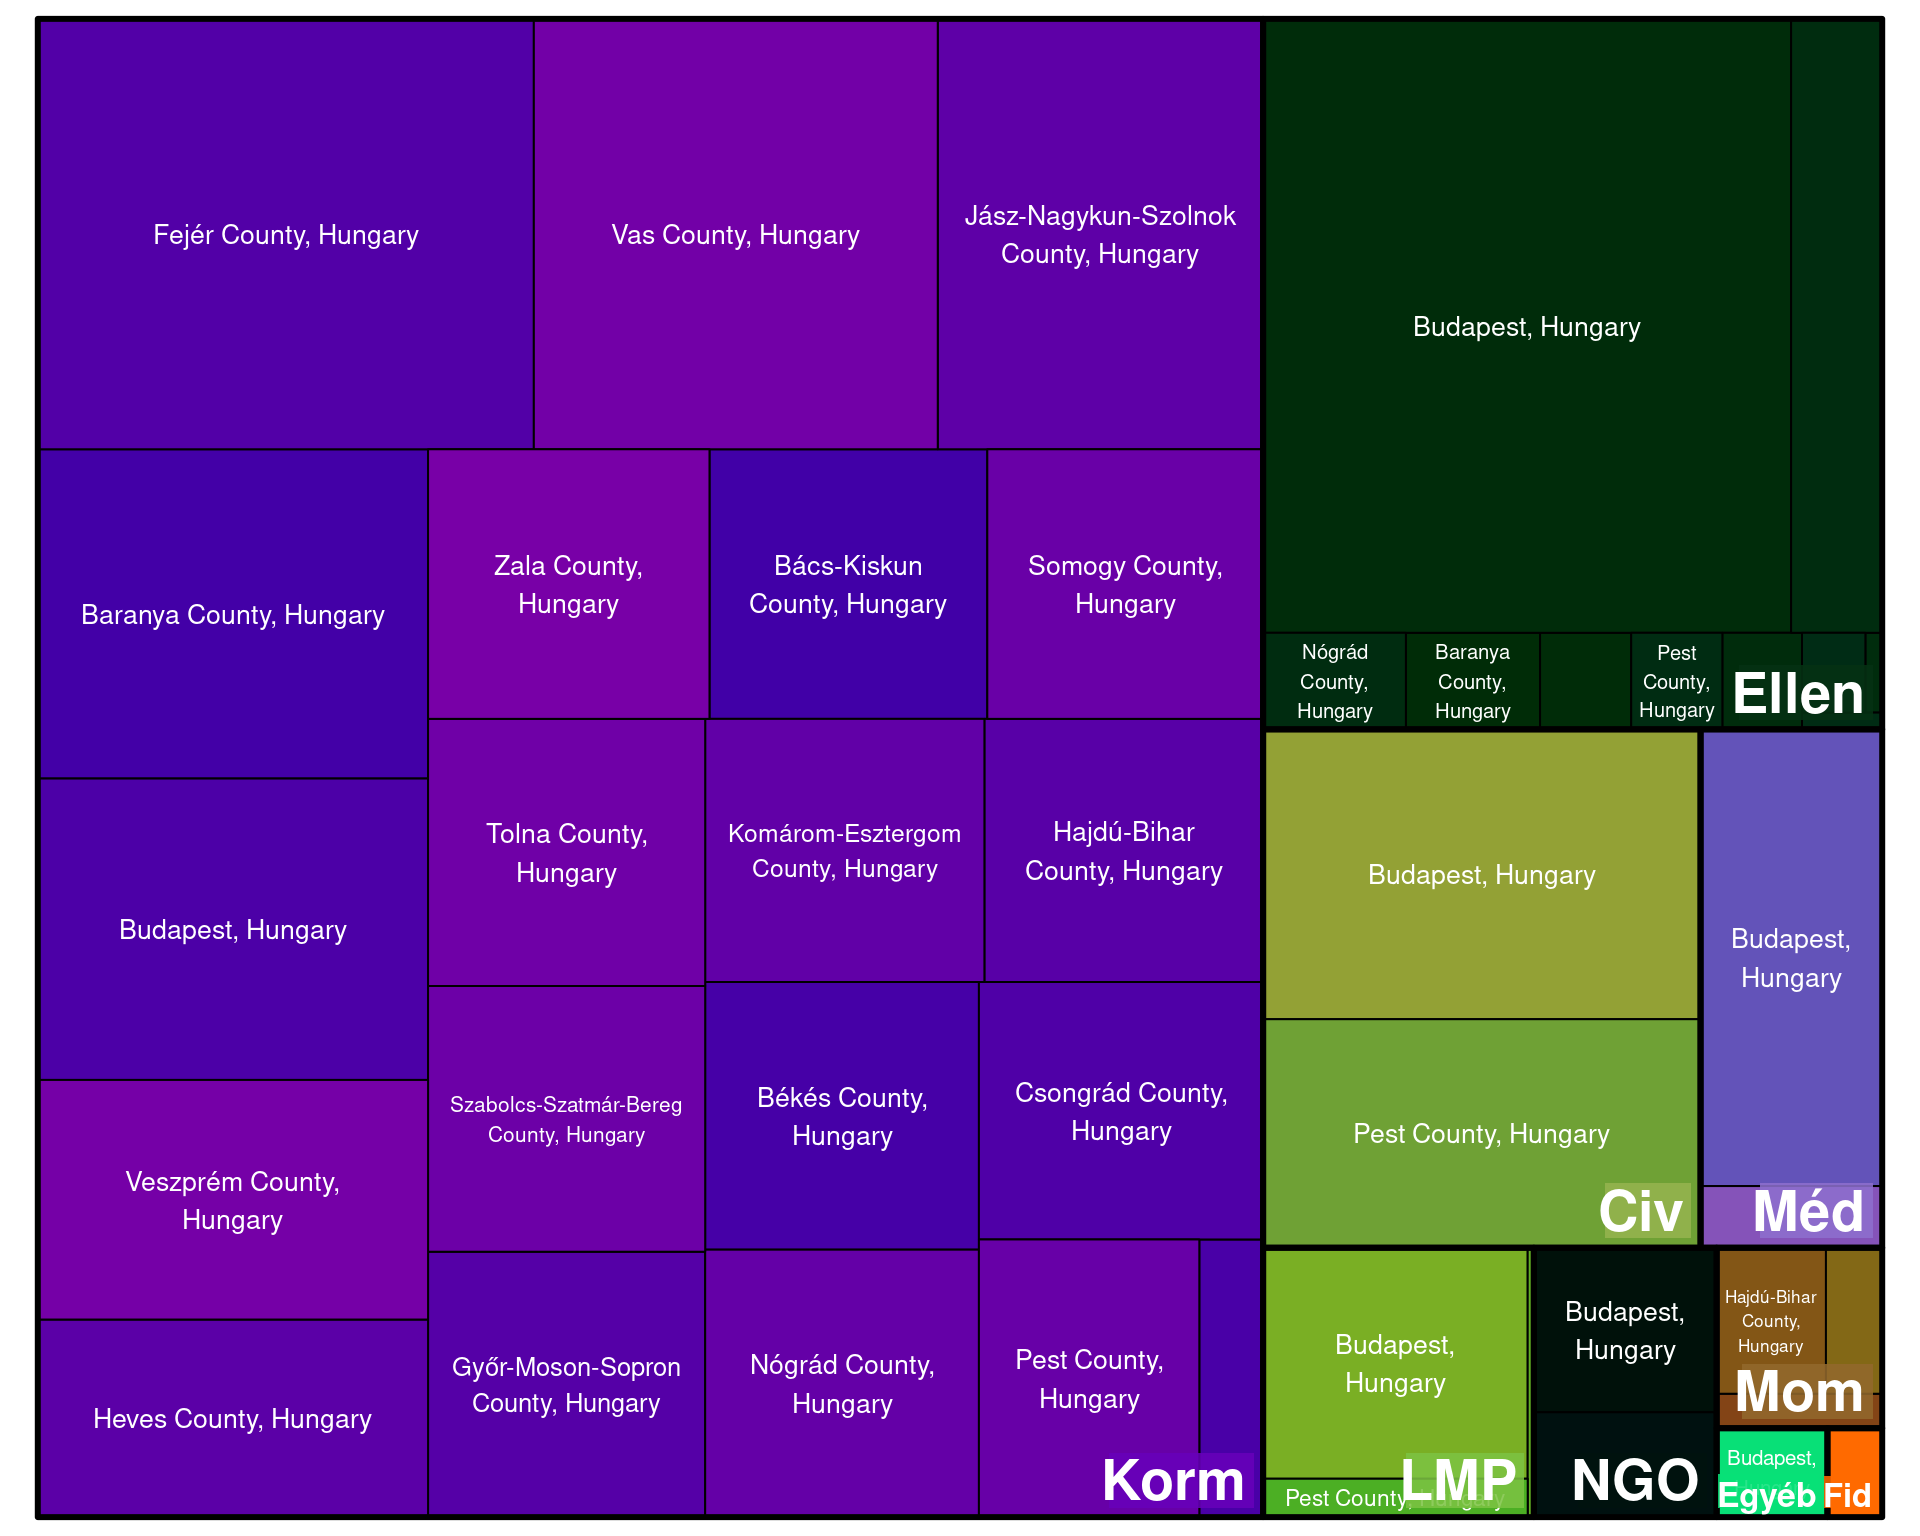 Fejér County, Hungary
Vas County, Hungary
Jász-Nagykun-Szolnok
County, Hungary
Baranya County, Hungary
Zala County,
Hungary
Bács-Kiskun
County, Hungary
Somogy County,
Hungary
Budapest, Hungary
Tolna County,
Hungary
Komárom-Esztergom
County, Hungary
Hajdú-Bihar
County, Hungary
Veszprém County,
Hungary
Szabolcs-Szatmár-Bereg
County, Hungary
Békés County,
Hungary
Csongrád County,
Hungary
Heves County, Hungary
Győr-Moson-Sopron
County, Hungary
Nógrád County,
Hungary
Pest County,
Hungary
Korm
Budapest, Hungary
Nógrád
County,
Hungary
Baranya
County,
Hungary
Pest
County,
Hungary
Ellen
Budapest, Hungary
Pest County, Hungary
Civ
Budapest,
Hungary
Méd
Budapest,
Hungary
Pest County, Hungary
LMP
Budapest,
Hungary
NGO
Hajdú-Bihar
County,
Hungary
Mom
Budapest,
Egyéb
Fid